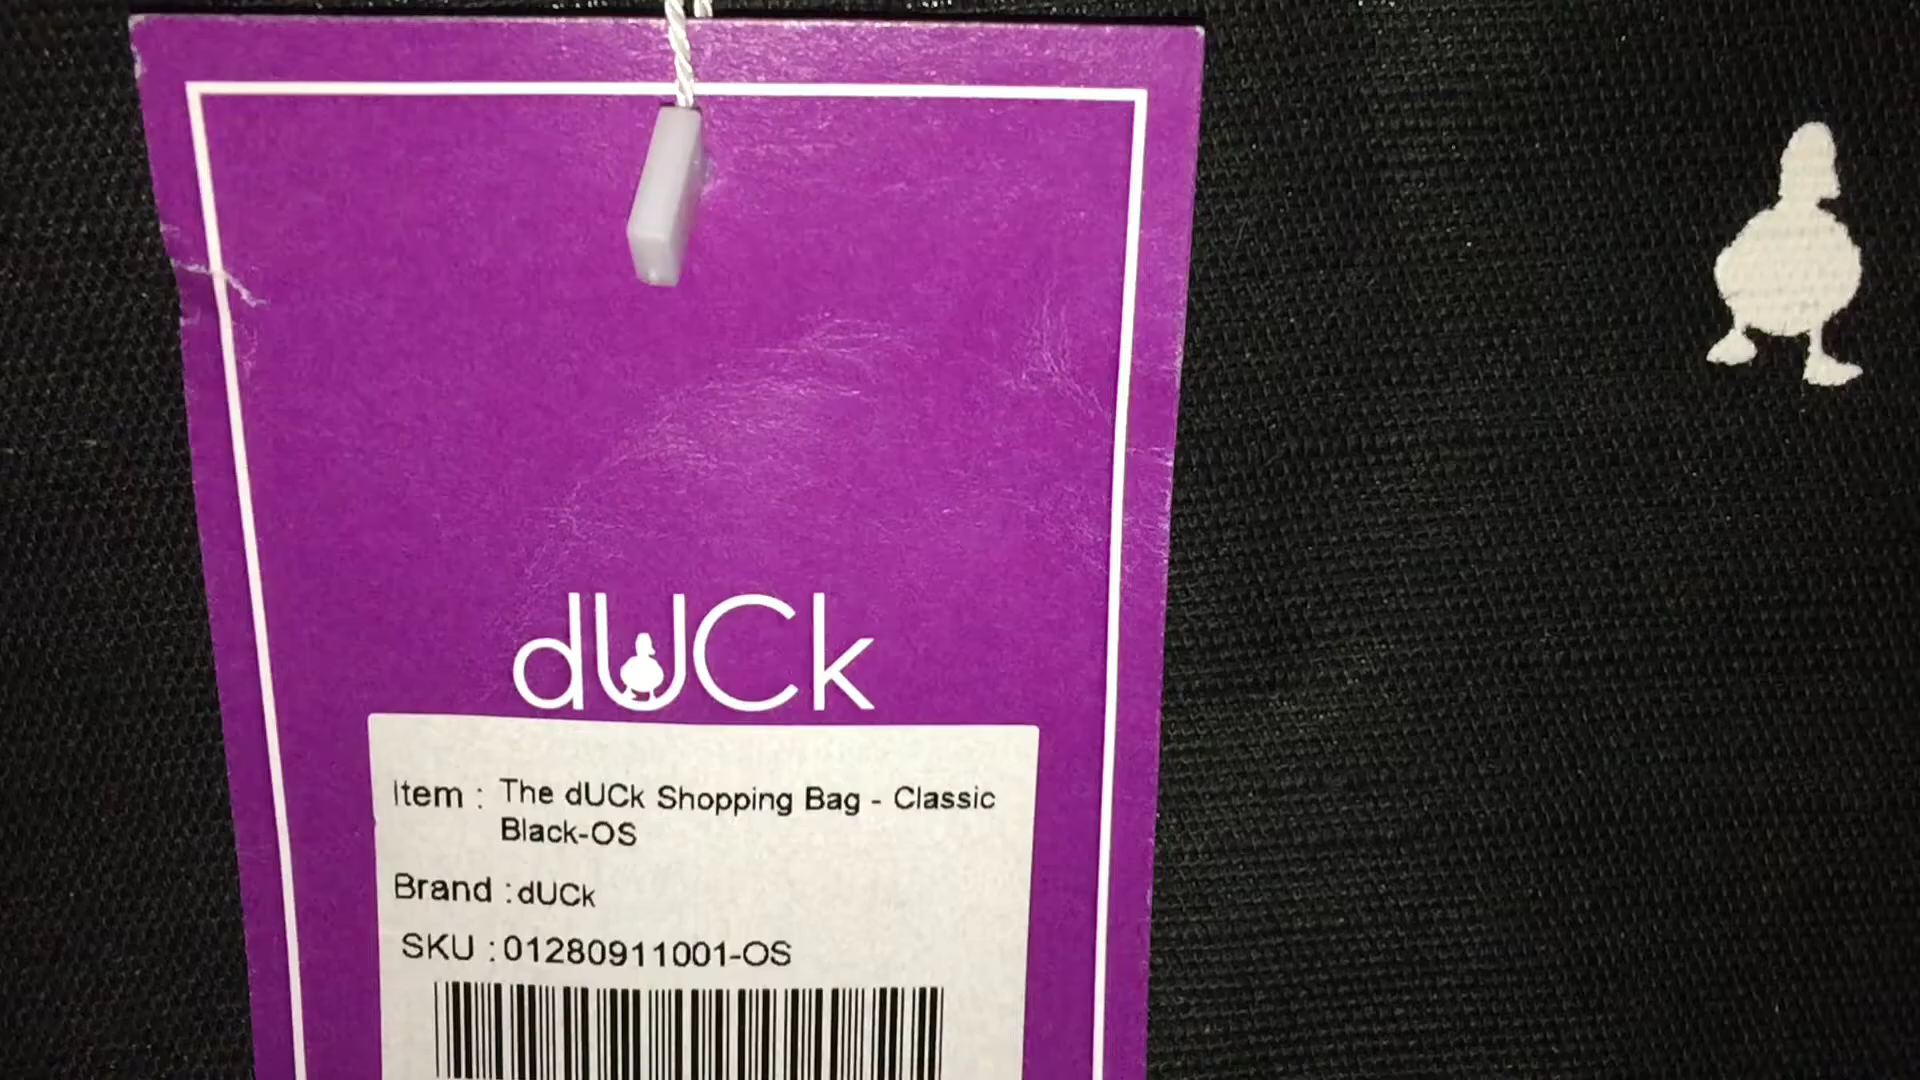 dUCk
Item : The dUCk Shopping Bag - Classic
Black-OS
Brand : dUCk
SKU : 01280911001-OS